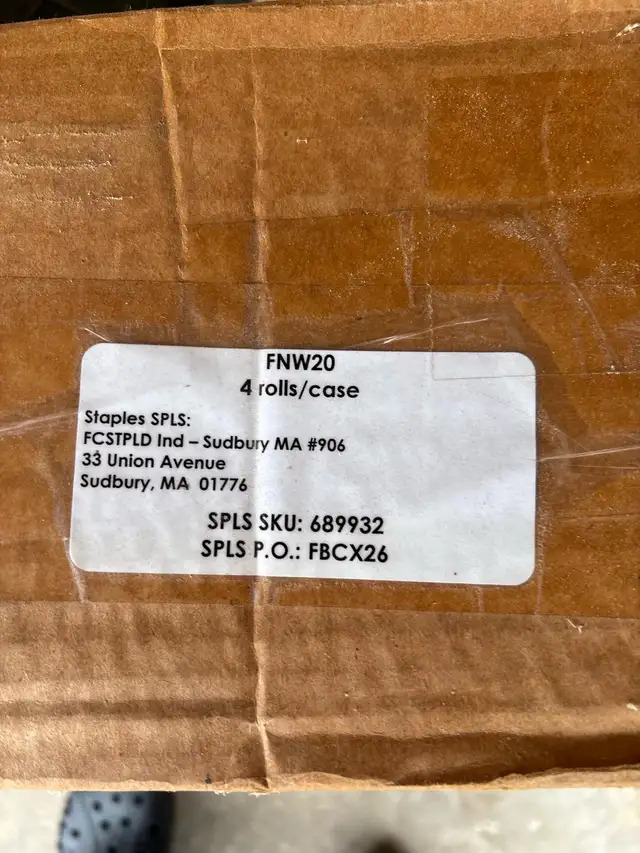 FNW20
4 rolls/case
Staples SPLS:
FCSTPLD Ind – Sudbury MA #906
33 Union Avenue
Sudbury, MA 01776
SPLS SKU: 689932
SPLS P.O.: FBCX26